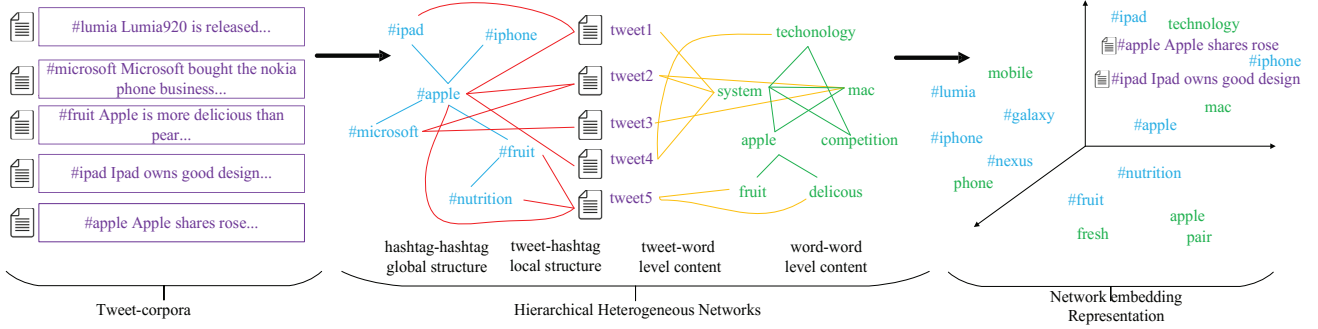 #lumia Lumia920 is released...
#microsoft Microsoft bought the nokia
phone business...
#fruit Apple is more delicious than
pear...
#ipad Ipad owns good design...
#apple Apple shares rose...
Tweet-corpora
#ipad
#iphone
#apple
#microsoft
#fruit
#nutrition
tweet1
tweet2
tweet3
tweet4
tweet5
techonology
system
mac
apple
competition
fruit
delicous
hashtag-hashtag
global structure
tweet-hashtag
local structure
tweet-word
level content
word-word
level content
Hierarchical Heterogeneous Networks
#ipad
technology
#apple Apple shares rose
#iphone
mobile
#ipad Ipad owns good design
#lumia
mac
#galaxy
#apple
#iphone
#nexus
phone
#nutrition
#fruit
apple
fresh
pair
Network embedding
Representation